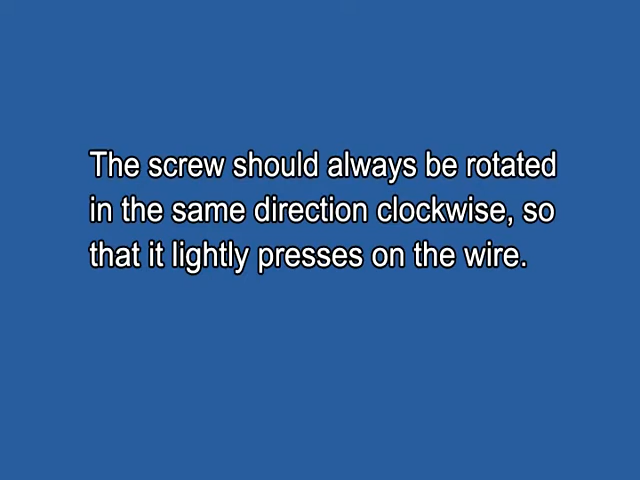 The screw should always be rotated
in the same direction clockwise, so
that it lightly presses on the wire.